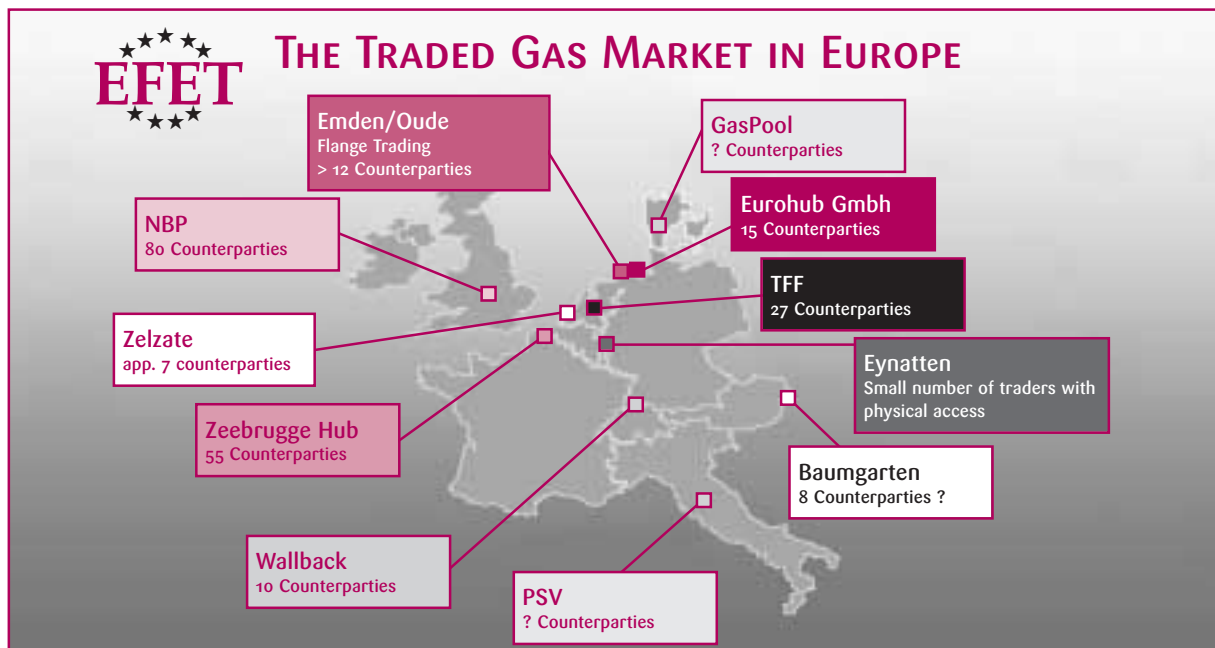 EFET
The Traded Gas Market in Europe
Emden/Oude
Flange Trading
> 12 Counterparties
GasPool
? Counterparties
NBP
80 Counterparties
Eurohub Gmbh
15 Counterparties
TFF
27 Counterparties
Zelzate
app. 7 counterparties
Eynatten
Small number of traders with
physical access
Zeebrugge Hub
55 Counterparties
Baumgarten
8 Counterparties ?
Wallback
10 Counterparties
PSV
? Counterparties